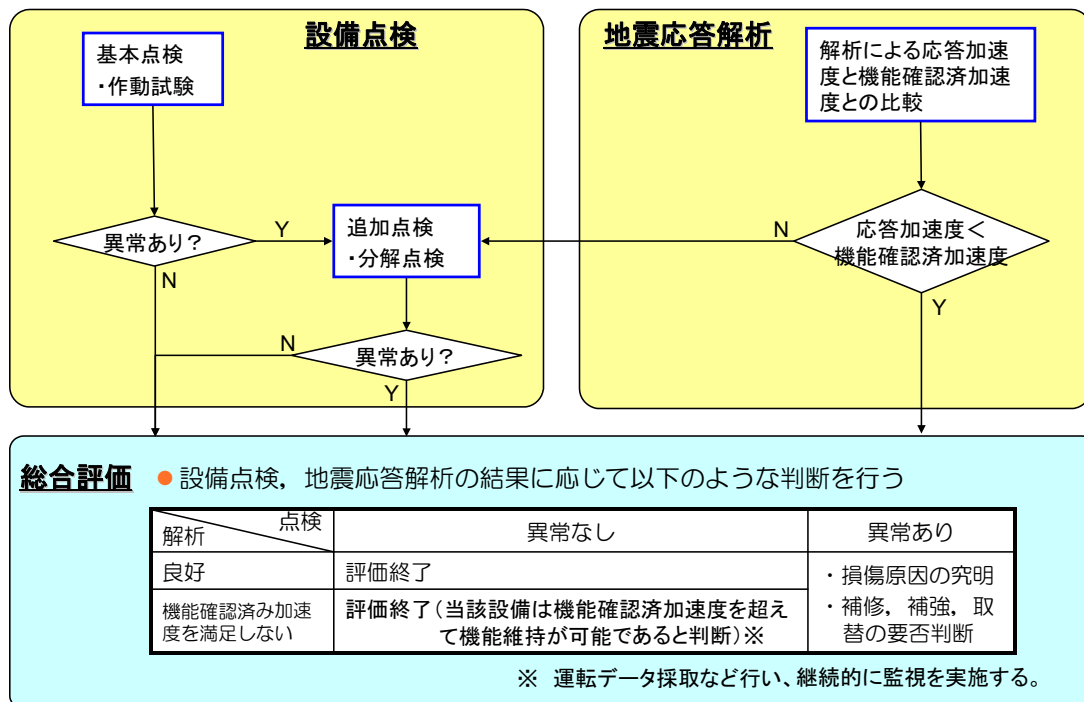 設備点検
基本点検
・作動試験
異常あり?
Y
N
追加点検
・分解点検
異常あり?
N
Y
地震応答解析
解析による応答加速
度と機能確認済加速
度との比較
応答加速度<
機能確認済加速度
N
Y
総合評価
●設備点検，地震応答解析の結果に応じて以下のような判断を行う
点検
解析
異常なし
異常あり
良好
評価終了
・損傷原因の究明
・補修，補強，取
替の要否判断
機能確認済み加速
度を満足しない
評価終了(当該設備は機能確認済加速度を超え
て機能維持が可能であると判断)※
※ 運転データ採取など行い、継続的に監視を実施する。